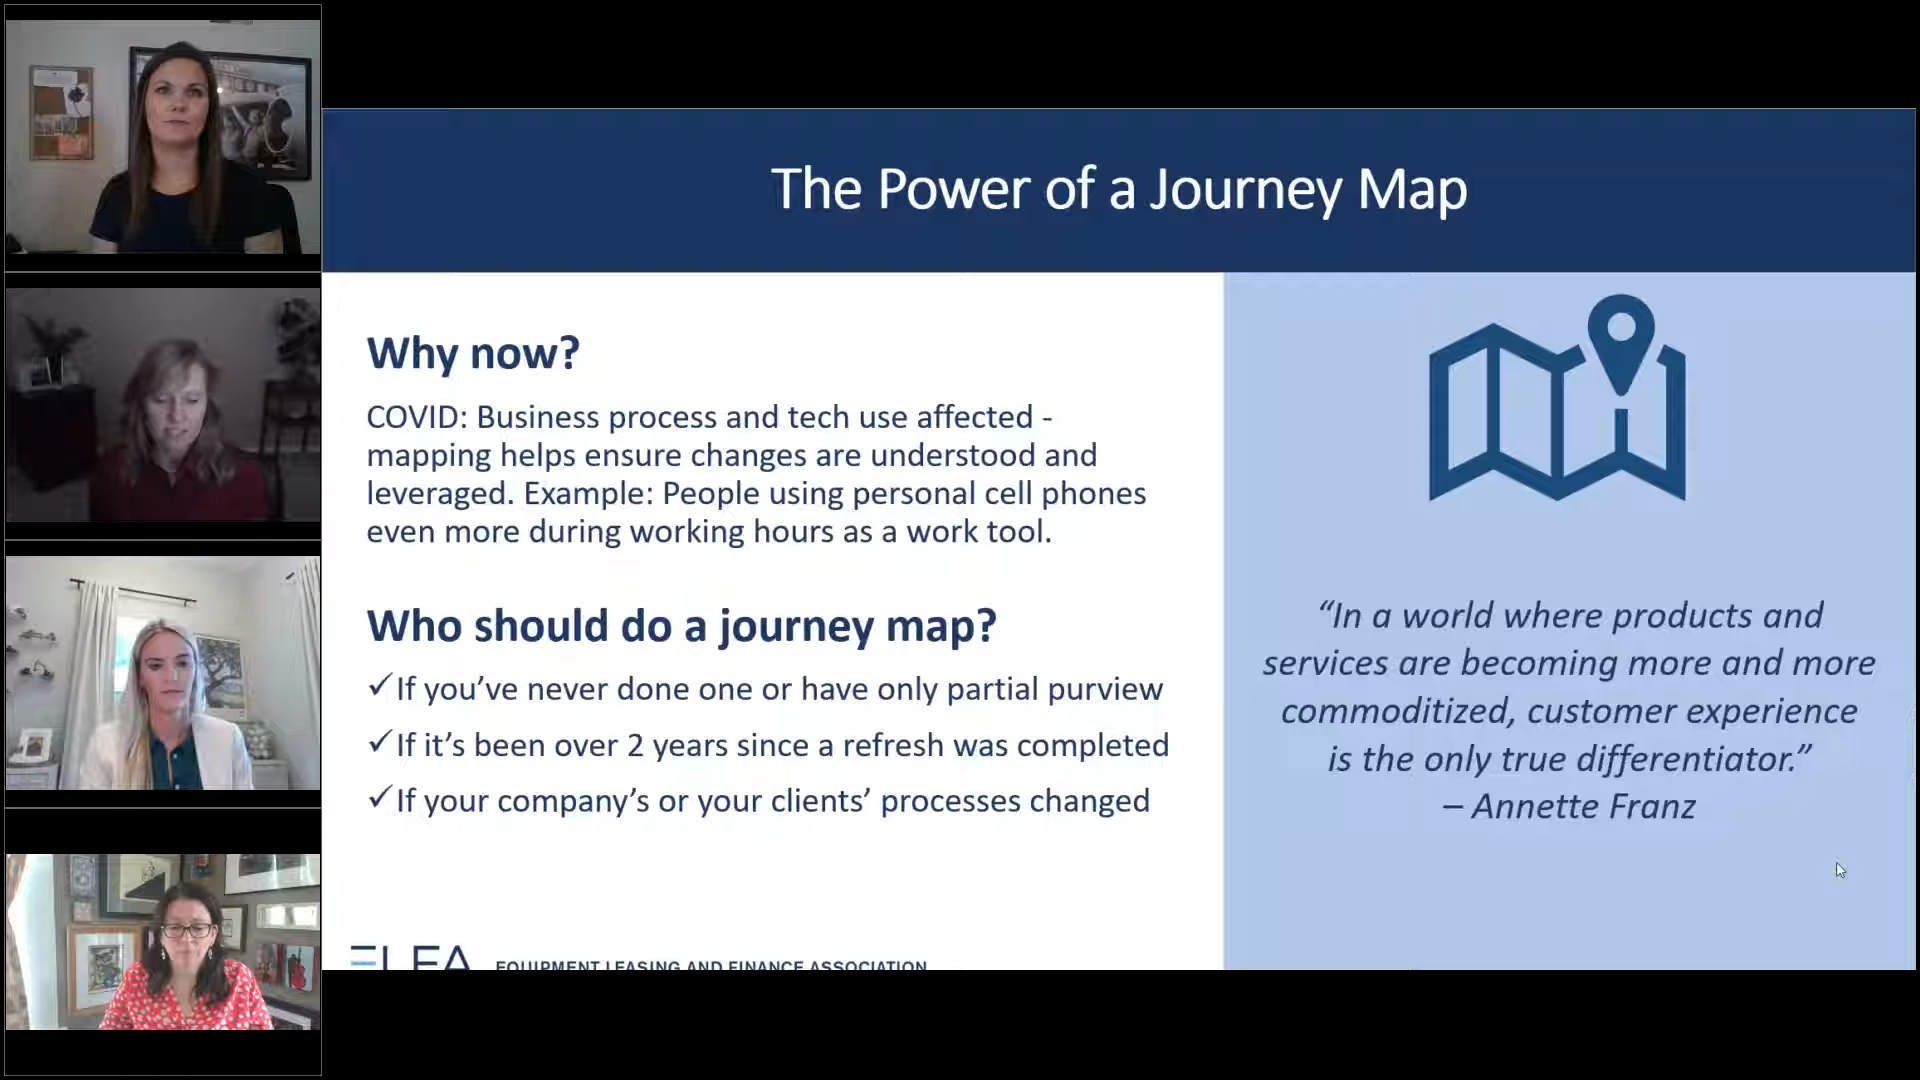 The Power of a Journey Map
Why now?
COVID: Business process and tech use affected -
mapping helps ensure changes are understood and
leveraged. Example: People using personal cell phones
even more during working hours as a work tool.
Who should do a journey map?
✓If you’ve never done one or have only partial purview
✓If it’s been over 2 years since a refresh was completed
✓If your company’s or your clients’ processes changed
“In a world where products and
services are becoming more and more
commoditized, customer experience
is the only true differentiator.”
– Annette Franz
ELFA EQUIPMENT LEASING AND FINANCE ASSOCIATION